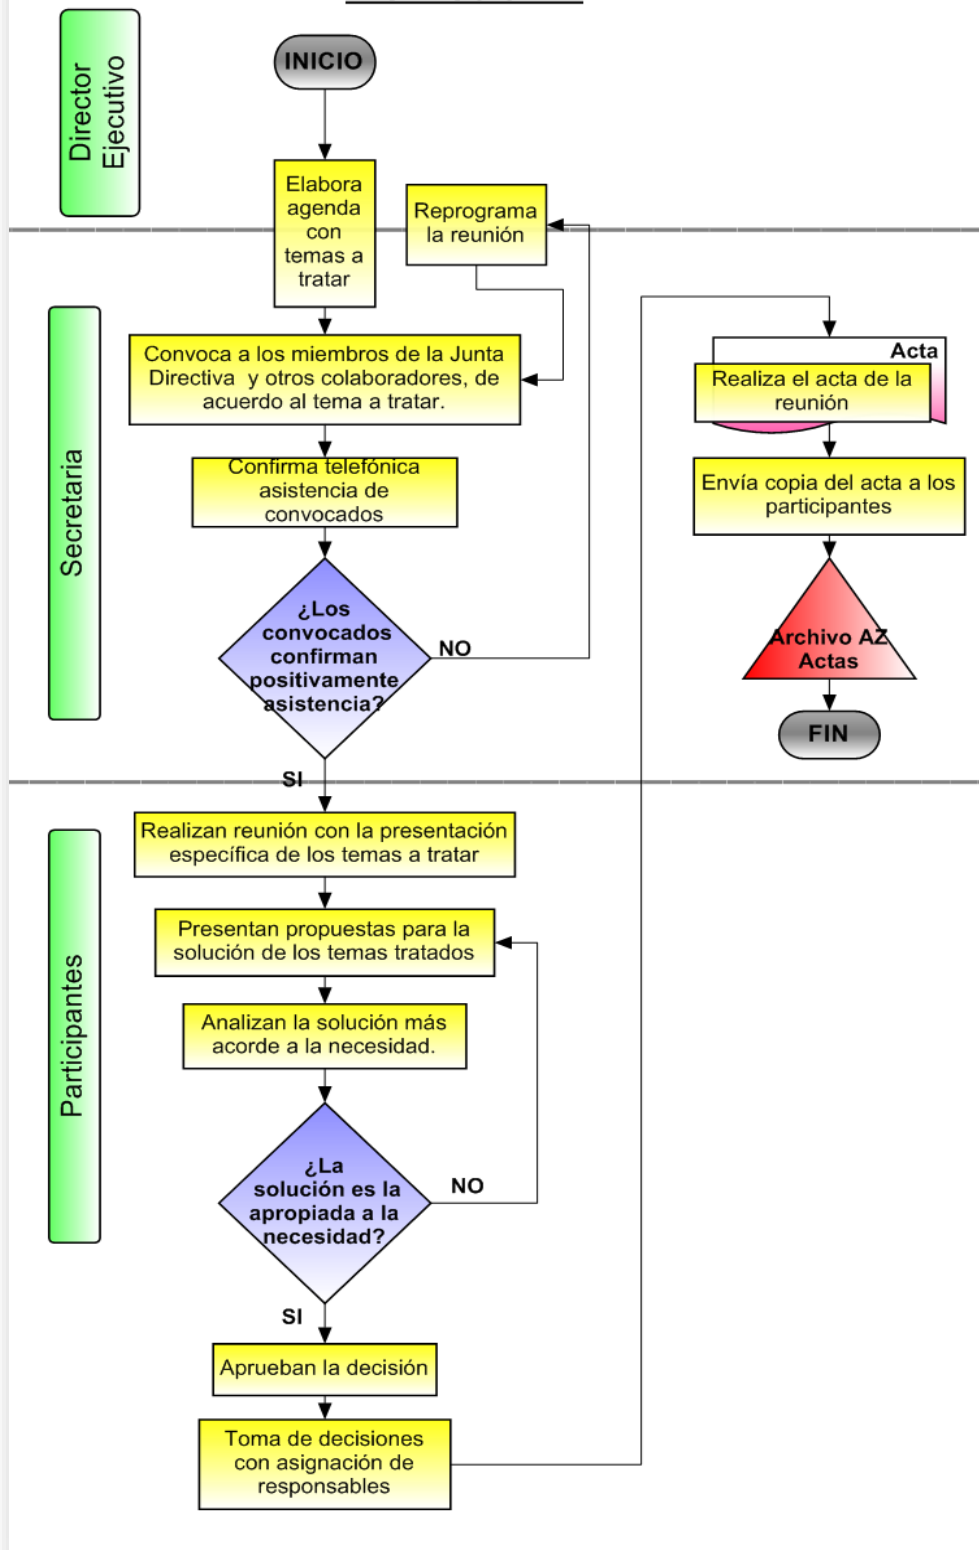 Director
Ejecutivo
INICIO
Elabora
agenda
con
temas a
tratar
Reprograma
la reunión
Secretaria
Convoca a los miembros de la Junta
Directiva y otros colaboradores, de
acuerdo al tema a tratar.
Confirma telefónica
asistencia de
convocados
¿Los
convocados
confirman
positivamente
asistencia?
NO
SI
Participantes
Realizan reunión con la presentación
específica de los temas a tratar
Presentan propuestas para la
solución de los temas tratados
Analizan la solución más
acorde a la necesidad.
¿La
solución es la
apropiada a la
necesidad?
NO
SI
Aprueban la decisión
Toma de decisiones
con asignación de
responsables
Acta
Realiza el acta de la
reunión
Envía copia del acta a los
participantes
Archivo AZ
Actas
FIN